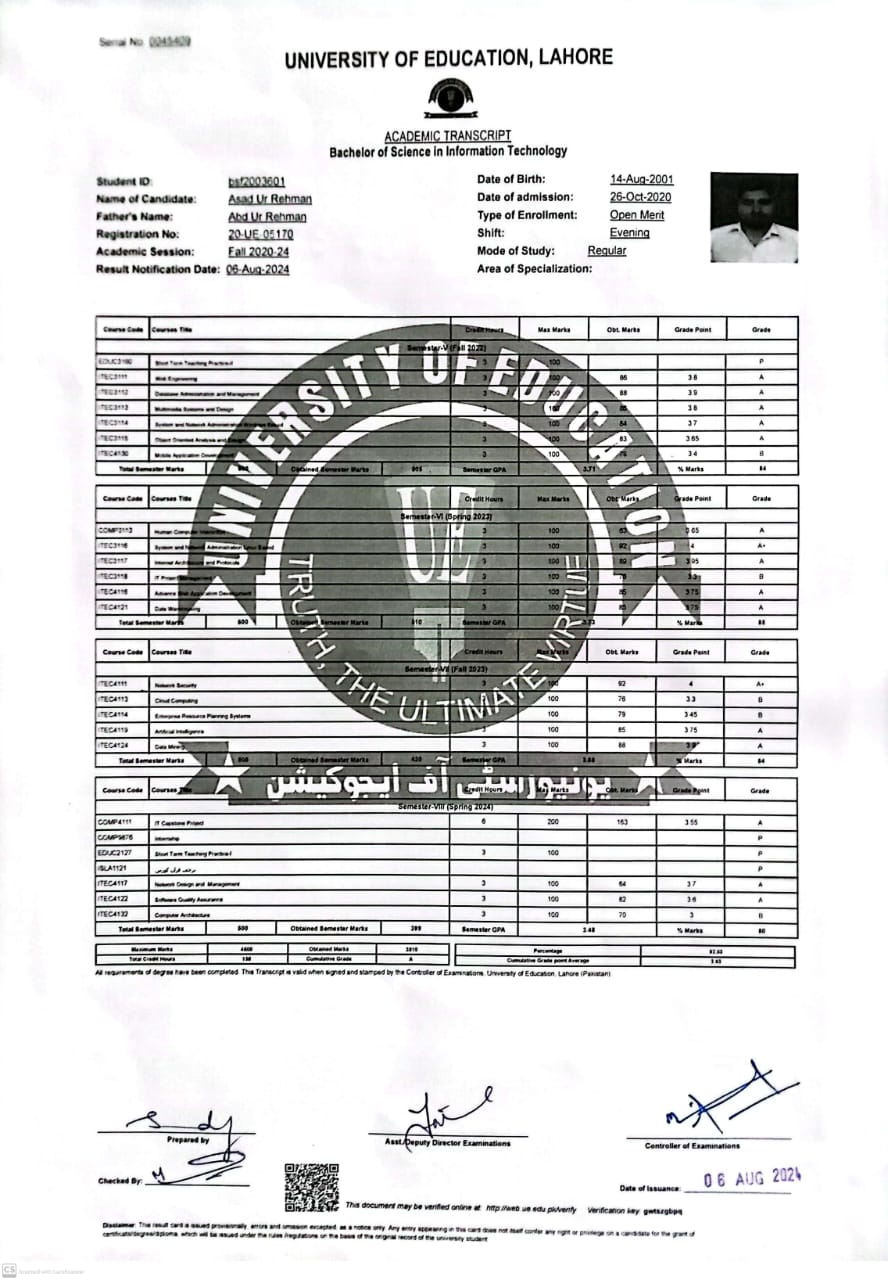 Serial No. 0045409
UNIVERSITY OF EDUCATION, LAHORE
ACADEMIC TRANSCRIPT
Bachelor of Science in Information Technology
Student ID: bsf2003601
Name of Candidate: Asad Ur Rehman
Father's Name: Abd Ur Rehman
Registration No: 20-UE-05170
Academic Session: Fall 2020-24
Result Notification Date: 06-Aug-2024
Date of Birth: 14-Aug-2001
Date of admission: 26-Oct-2020
Type of Enrollment: Open Merit
Shift: Evening
Mode of Study: Regular
Area of Specialization:
UNIVERSITY OF EDUCATION
UE
TRUTH, THE ULTIMATE VIRTUE
یونیورسٹی آف ایجوکیشن
Course Code Courses Title Credit Hours Max Marks Obt. Marks Grade Point Grade
Semester-V (Fall 2022)
EDUC3160 Short Term Teaching Practice-II 3 100 P
ITEC3111 Web Engineering 3 100 86 3.8 A
ITEC3112 Database Administration and Management 3 100 88 3.9 A
ITEC3113 Multimedia Systems and Design 3 100 3.8 A
ITEC3114 System and Network Administration 3 100 84 3.7 A
ITEC3115 Object Oriented Analysis and Design 3 100 83 3.65 A
ITEC4130 Mobile Application Development 3 100 3.4 B
Total Semester Marks Obtained Semester Marks 505 Semester GPA 3.71 % Marks 84
Course Code Courses Title Credit Hours Max Marks Obt. Marks Grade Point Grade
Semester-VI (Spring 2023)
COMP3113 Human Computer 3 100 83 3.65 A
ITEC3116 System and Network Administration Linux Based 3 100 92 4 A+
ITEC3117 Internet Architecture and Protocols 3 100 89 3.95 A
ITEC3118 IT Project Management 3 100 3.3 B
ITEC4116 Advance Web Application Development 3 100 85 3.75 A
ITEC4121 Data Warehousing 3 100 85 3.75 A
Total Semester Marks 600 Obtained Semester Marks 510 Semester GPA 3.73 % Marks
Course Code Courses Title Credit Hours Max Marks Obt. Marks Grade Point Grade
Semester-VII (Fall 2023)
ITEC4111 Network Security 3 100 92 4 A+
ITEC4113 Cloud Computing 100 76 3.3 B
ITEC4114 Enterprise Resource Planning Systems 100 79 3.45 B
ITEC4119 Artificial Intelligence 3 100 85 3.75 A
ITEC4124 Data Mining 3 100 88 3.9 A
Total Semester Marks Obtained Semester Marks 420 Semester GPA 3.68 % Marks 84
Course Code Courses Title Credit Hours Max Marks Obt. Marks Grade Point Grade
Semester-VIII (Spring 2024)
COMP4111 IT Capstone Project 6 200 163 3.55 A
Internship P
EDUC2127 Short Term Teaching Practice-I 3 100 P
ISLA1121 ترجمہ قرآن کورس P
ITEC4117 Network Design and Management 3 100 84 3.7 A
ITEC4122 Software Quality Assurance 3 100 82 3.6 A
ITEC4132 Computer Architecture 3 100 70 3 B
Total Semester Marks 500 Obtained Semester Marks 399 Semester GPA 3.48 % Marks 80
Maximum Marks Obtained Marks Percentage
Total Credit Hours Cumulative Grade A Cumulative Grade point Average
All requirements of degree have been completed. This Transcript is valid when signed and stamped by the Controller of Examinations, University of Education, Lahore (Pakistan)
Prepared by
Asst./Deputy Director Examinations
Controller of Examinations
Checked By:
Date of Issuance: 06 AUG 2024
This document may be verified online at: http://web.ue.edu.pk/verify Verification key: gwtszgbpq
Disclaimer: The result card is issued provisionally, errors and omission excepted, as a notice only. Any entry appearing in this card does not itself confer any right or privilege on a candidate for the grant of
certificate/degree/diploma, which will be issued under the rules /regulations on the basis of the original record of the university student
CS Scanned with CamScanner